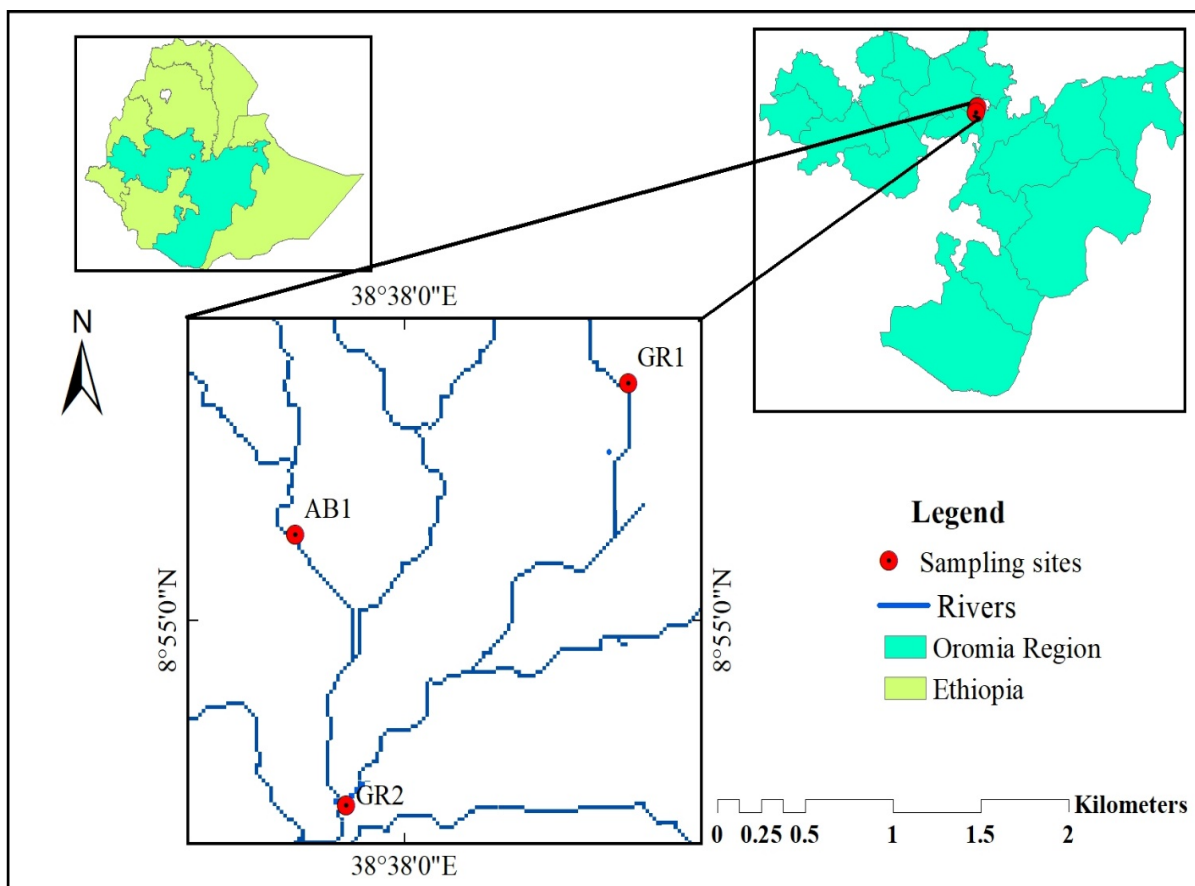 38°38'0"E
N
GR1
AB1
8°55'0"N
8°55'0"N
GR2
38°38'0"E
Legend
Sampling sites
Rivers
Oromia Region
Ethiopia
Kilometers
0 0.25 0.5 1 1.5 2